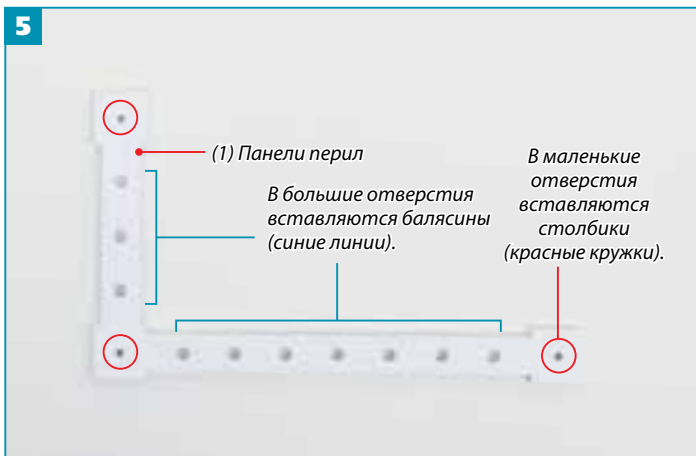 5
(1) Панели перил
В большие отверстия
вставляются балясины
(синие линии).
В маленькие
отверстия
вставляются
столбики
(красные кружки).